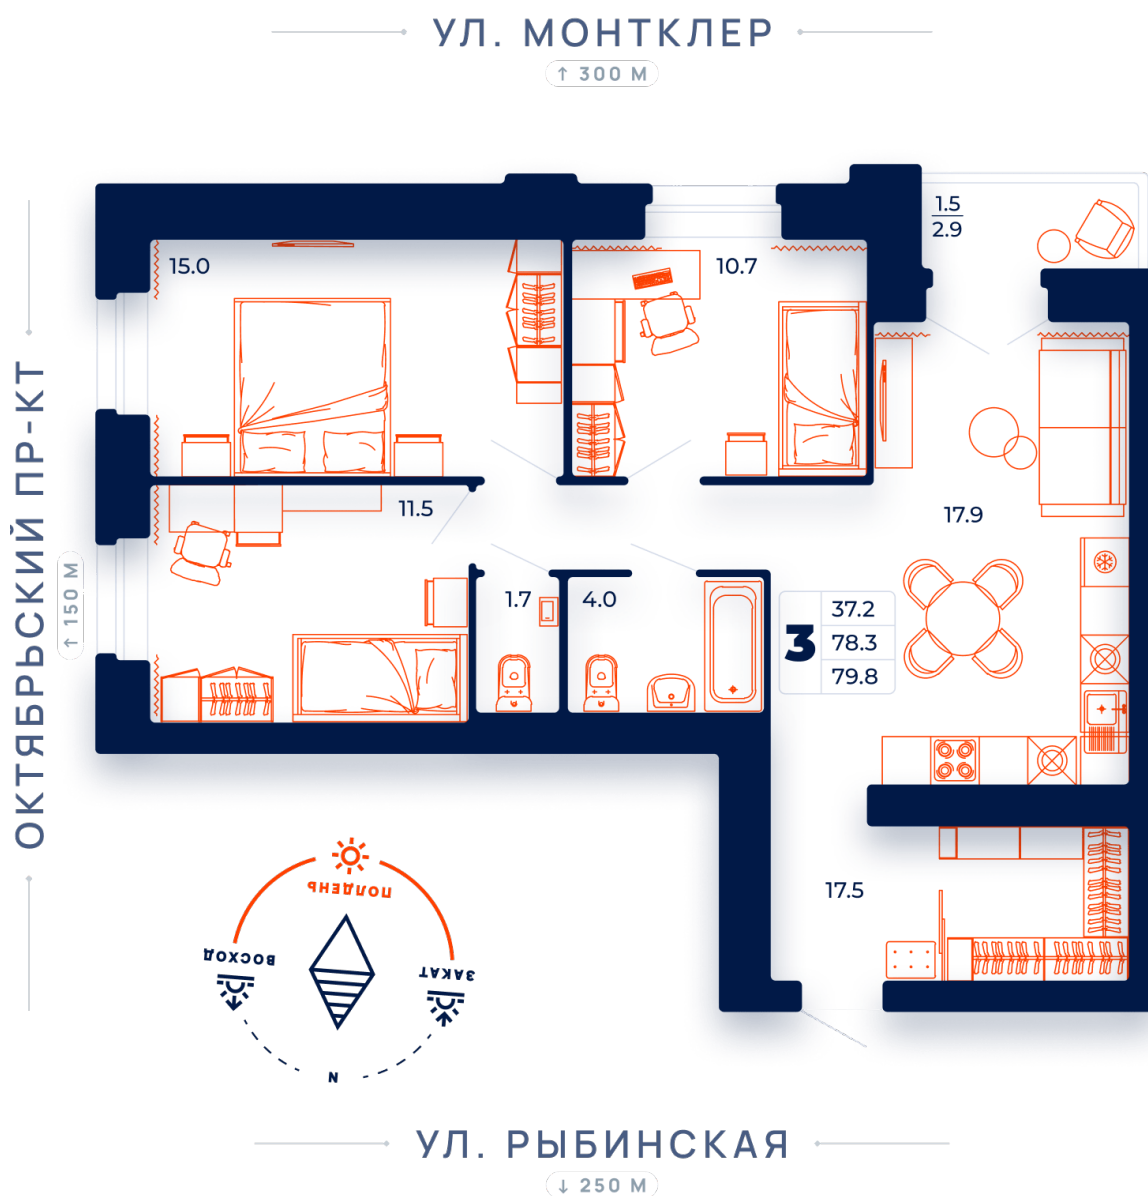 УЛ. МОНТКЛЕР
↑ 300 М
1.5
2.9
15.0
10.7
ОКТЯБРЬСКИЙ ПР-КТ
↑ 150 М
11.5
17.9
1.7
4.0
3
37.2
78.3
79.8
17.5
ПОЛДЕНЬ
ВОСХОД
ЗАКАТ
N
УЛ. РЫБИНСКАЯ
↓ 250 М